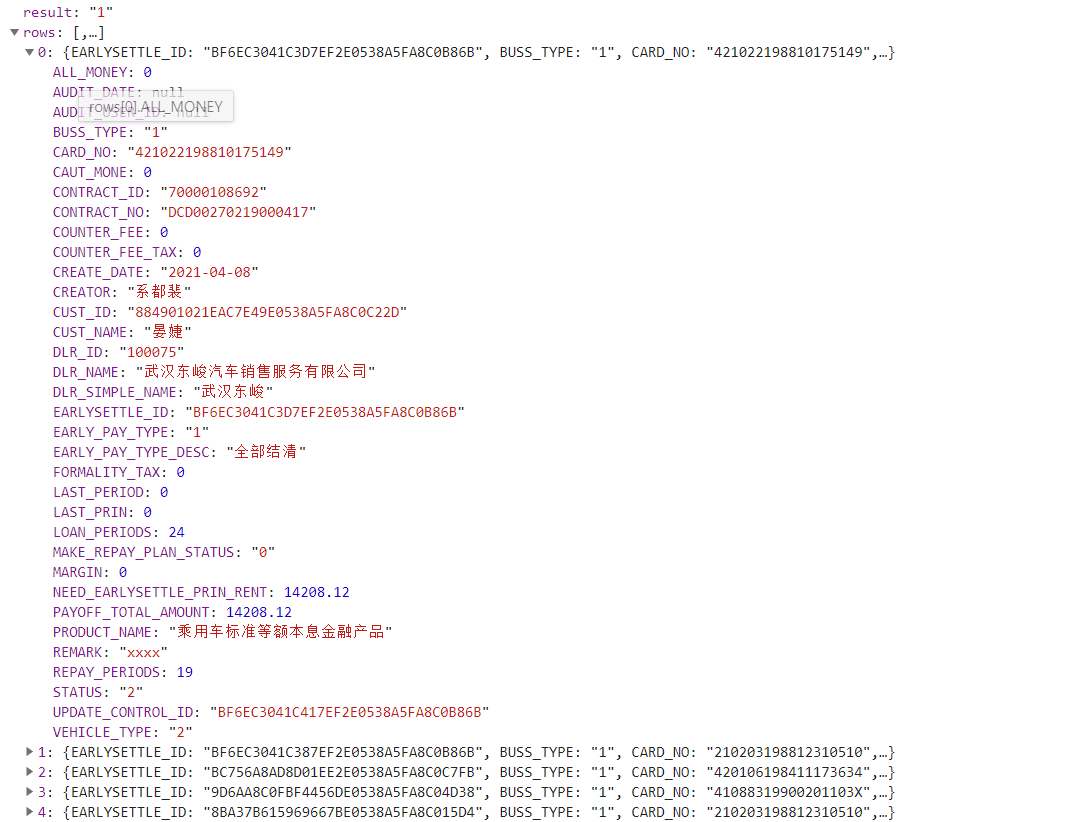 result: "1"
rows: [,…]
0: {EARLYSETTLE_ID: "BF6EC3041C3D7EF2E0538A5FA8C0B86B", BUSS_TYPE: "1", CARD_NO: "421022198810175149",…}
ALL_MONEY: 0
AUDIT_DATE: null
rows[0].ALL_MONEY
AUDIT_USER_ID: null
BUSS_TYPE: "1"
CARD_NO: "421022198810175149"
CAUT_MONE: 0
CONTRACT_ID: "70000108692"
CONTRACT_NO: "DCD00270219000417"
COUNTER_FEE: 0
COUNTER_FEE_TAX: 0
CREATE_DATE: "2021-04-08"
CREATOR: "系都裴"
CUST_ID: "884901021EAC7E49E0538A5FA8C0C22D"
CUST_NAME: "晏婕"
DLR_ID: "100075"
DLR_NAME: "武汉东峻汽车销售服务有限公司"
DLR_SIMPLE_NAME: "武汉东峻"
EARLYSETTLE_ID: "BF6EC3041C3D7EF2E0538A5FA8C0B86B"
EARLY_PAY_TYPE: "1"
EARLY_PAY_TYPE_DESC: "全部结清"
FORMALITY_TAX: 0
LAST_PERIOD: 0
LAST_PRIN: 0
LOAN_PERIODS: 24
MAKE_REPAY_PLAN_STATUS: "0"
MARGIN: 0
NEED_EARLYSETTLE_PRIN_RENT: 14208.12
PAYOFF_TOTAL_AMOUNT: 14208.12
PRODUCT_NAME: "乘用车标准等额本息金融产品"
REMARK: "xxxx"
REPAY_PERIODS: 19
STATUS: "2"
UPDATE_CONTROL_ID: "BF6EC3041C417EF2E0538A5FA8C0B86B"
VEHICLE_TYPE: "2"
1: {EARLYSETTLE_ID: "BF6EC3041C387EF2E0538A5FA8C0B86B", BUSS_TYPE: "1", CARD_NO: "210203198812310510",…}
2: {EARLYSETTLE_ID: "BC756A8AD8D01EE2E0538A5FA8C0C7FB", BUSS_TYPE: "1", CARD_NO: "420106198411173634",…}
3: {EARLYSETTLE_ID: "9D6AA8C0FBF4456DE0538A5FA8C04D38", BUSS_TYPE: "1", CARD_NO: "41088319900201103X",…}
4: {EARLYSETTLE_ID: "8BA37B615969667BE0538A5FA8C015D4", BUSS_TYPE: "1", CARD_NO: "210203198812310510",…}